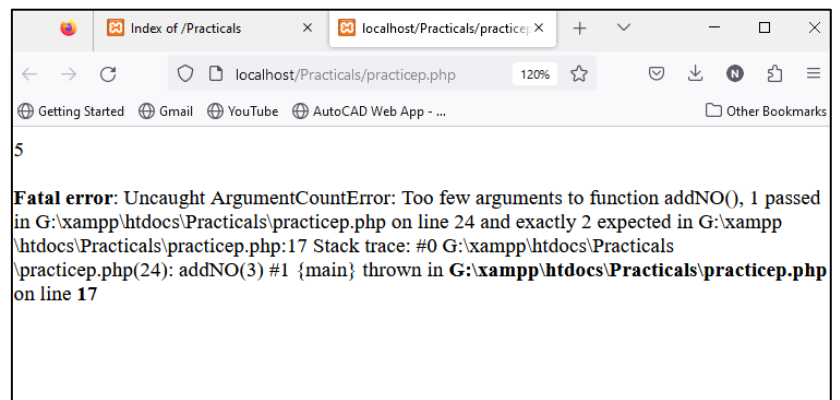 Index of /Practicals
localhost/Practicals/practicep
localhost/Practicals/practicep.php
120%
N
Getting Started
Gmail
YouTube
AutoCAD Web App - ...
Other Bookmarks
5
Fatal error: Uncaught ArgumentCountError: Too few arguments to function addNO(), 1 passed
in G:\xampp\htdocs\Practicals\practicep.php on line 24 and exactly 2 expected in G:\xampp
\htdocs\Practicals\practicep.php:17 Stack trace: #0 G:\xampp\htdocs\Practicals
\practicep.php(24): addNO(3) #1 {main} thrown in G:\xampp\htdocs\Practicals\practicep.php
on line 17